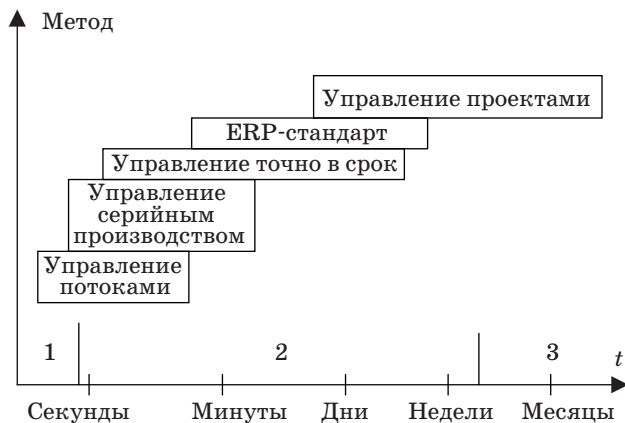 Метод
Управление проектами
ERP-стандарт
Управление точно в срок
Управление
серийным
производством
Управление
потоками
1
2
3
t
Секунды
Минуты
Дни
Недели
Месяцы